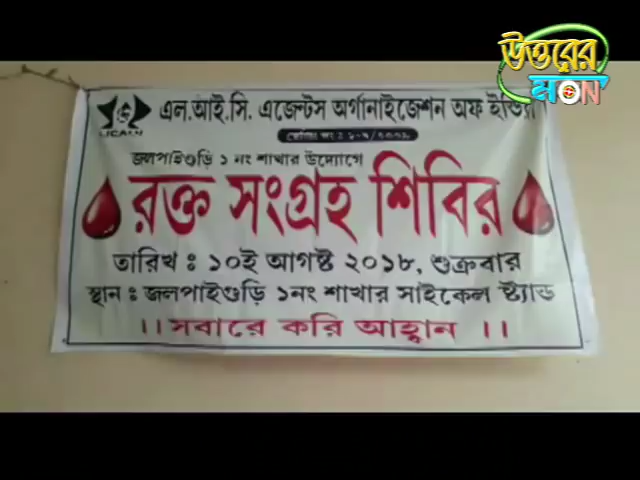 উত্তরের
মন
এল.আই.সি. এজেন্টস অর্গানাইজেশন অফ ইন্ডিয়া
জলপাইগুড়ি ১ নং শাখার উদ্যোগে
রক্ত সংগ্রহ শিবির
তারিখ : ১০ই আগষ্ট ২০১৮, শুক্রবার
স্থান : জলপাইগুড়ি ১নং শাখার সাইকেল ষ্ট্যান্ড
।। সবারে করি আহ্বান ।।